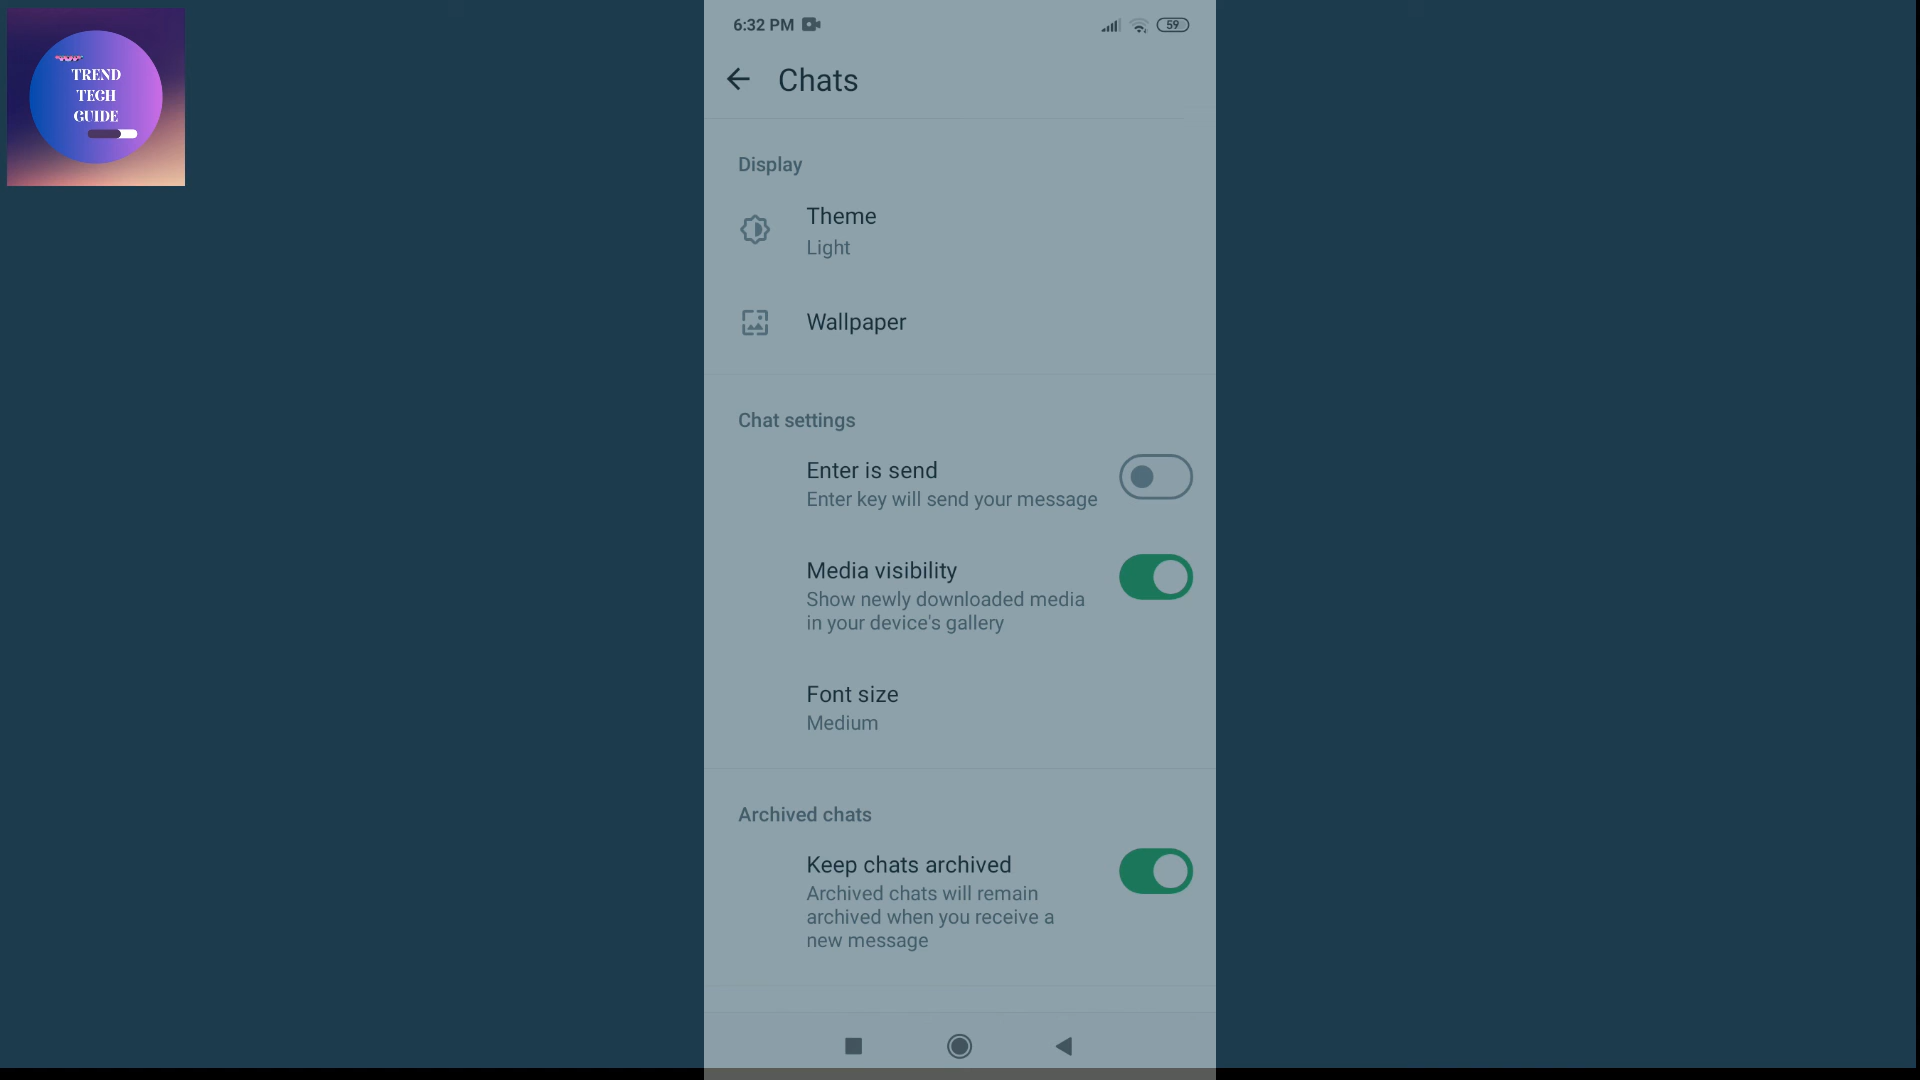 TREND
TECH
GUIDE
6:32 PM
59
Chats
Display
Theme
Light
Wallpaper
Chat settings
Enter is send
Enter key will send your message
Media visibility
Show newly downloaded media
in your device's gallery
Font size
Medium
Archived chats
Keep chats archived
Archived chats will remain
archived when you receive a
new message